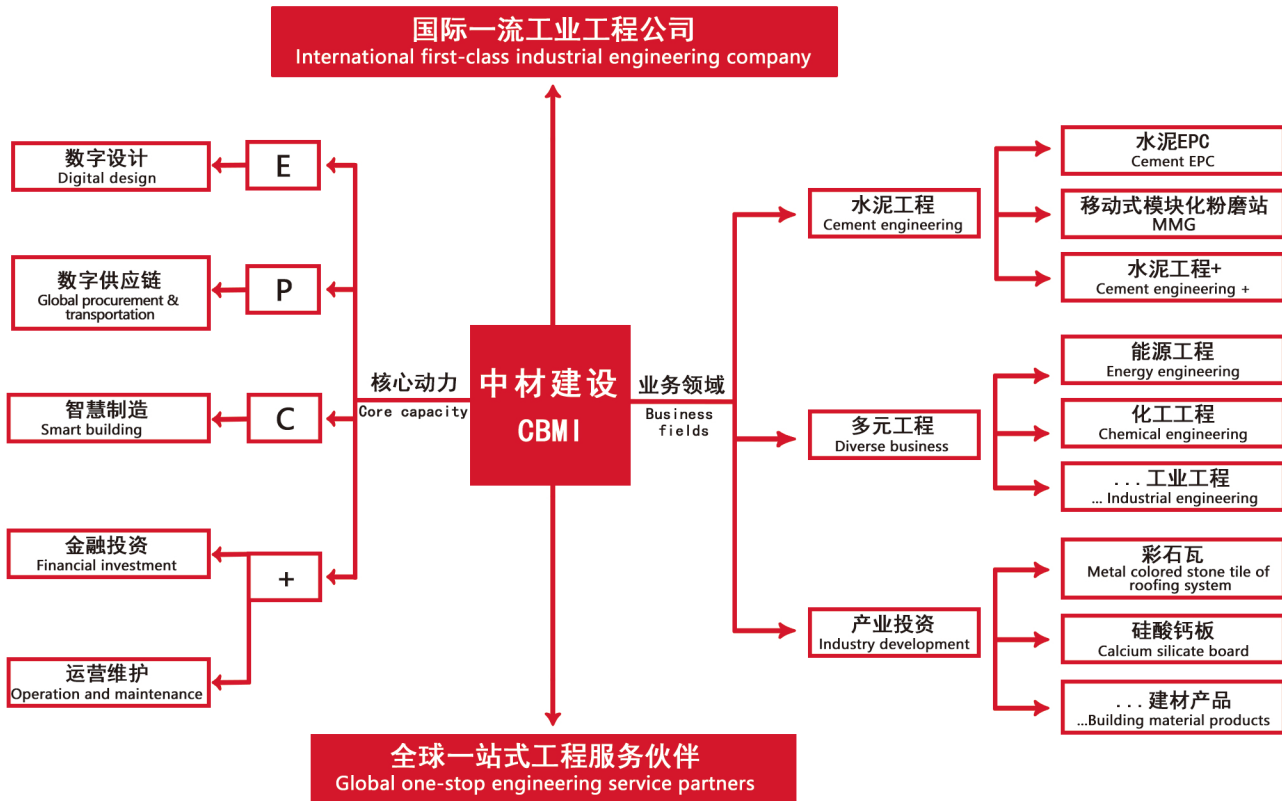 国际一流工业工程公司
International first-class industrial engineering company
数字设计
Digital design
E
数字供应链
Global procurement &
transportation
P
智慧制造
Smart building
C
金融投资
Financial investment
+
运营维护
Operation and maintenance
核心动力
Core capacity
中材建设
CBMI
业务领域
Business
fields
水泥工程
Cement engineering
水泥EPC
Cement EPC
移动式模块化粉磨站
MMG
水泥工程+
Cement engineering +
多元工程
Diverse business
能源工程
Energy engineering
化工工程
Chemical engineering
...工业工程
... Industrial engineering
产业投资
Industry development
彩石瓦
Metal colored stone tile of
roofing system
硅酸钙板
Calcium silicate board
...建材产品
...Building material products
全球一站式工程服务伙伴
Global one-stop engineering service partners